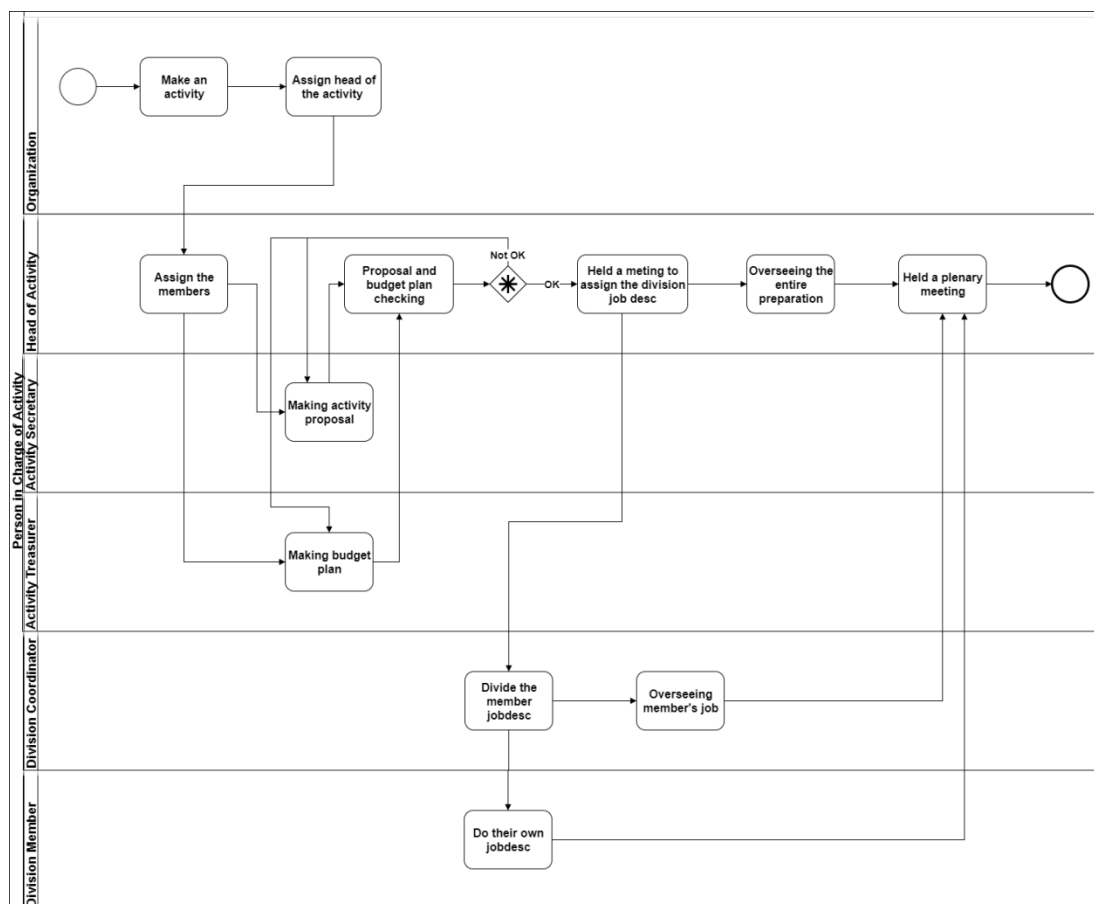 Person in Charge of Activity
Organization
Make an
activity
Assign head of
the activity
Head of Activity
Assign the
members
Proposal and
budget plan
checking
Not OK
OK
Held a meting to
assign the division
job desc
Overseeing the
entire
preparation
Held a plenary
meeting
Activity Secretary
Making activity
proposal
Activity Treasurer
Making budget
plan
Division Coordinator
Divide the
member
jobdesc
Overseeing
member's job
Division Member
Do their own
jobdesc